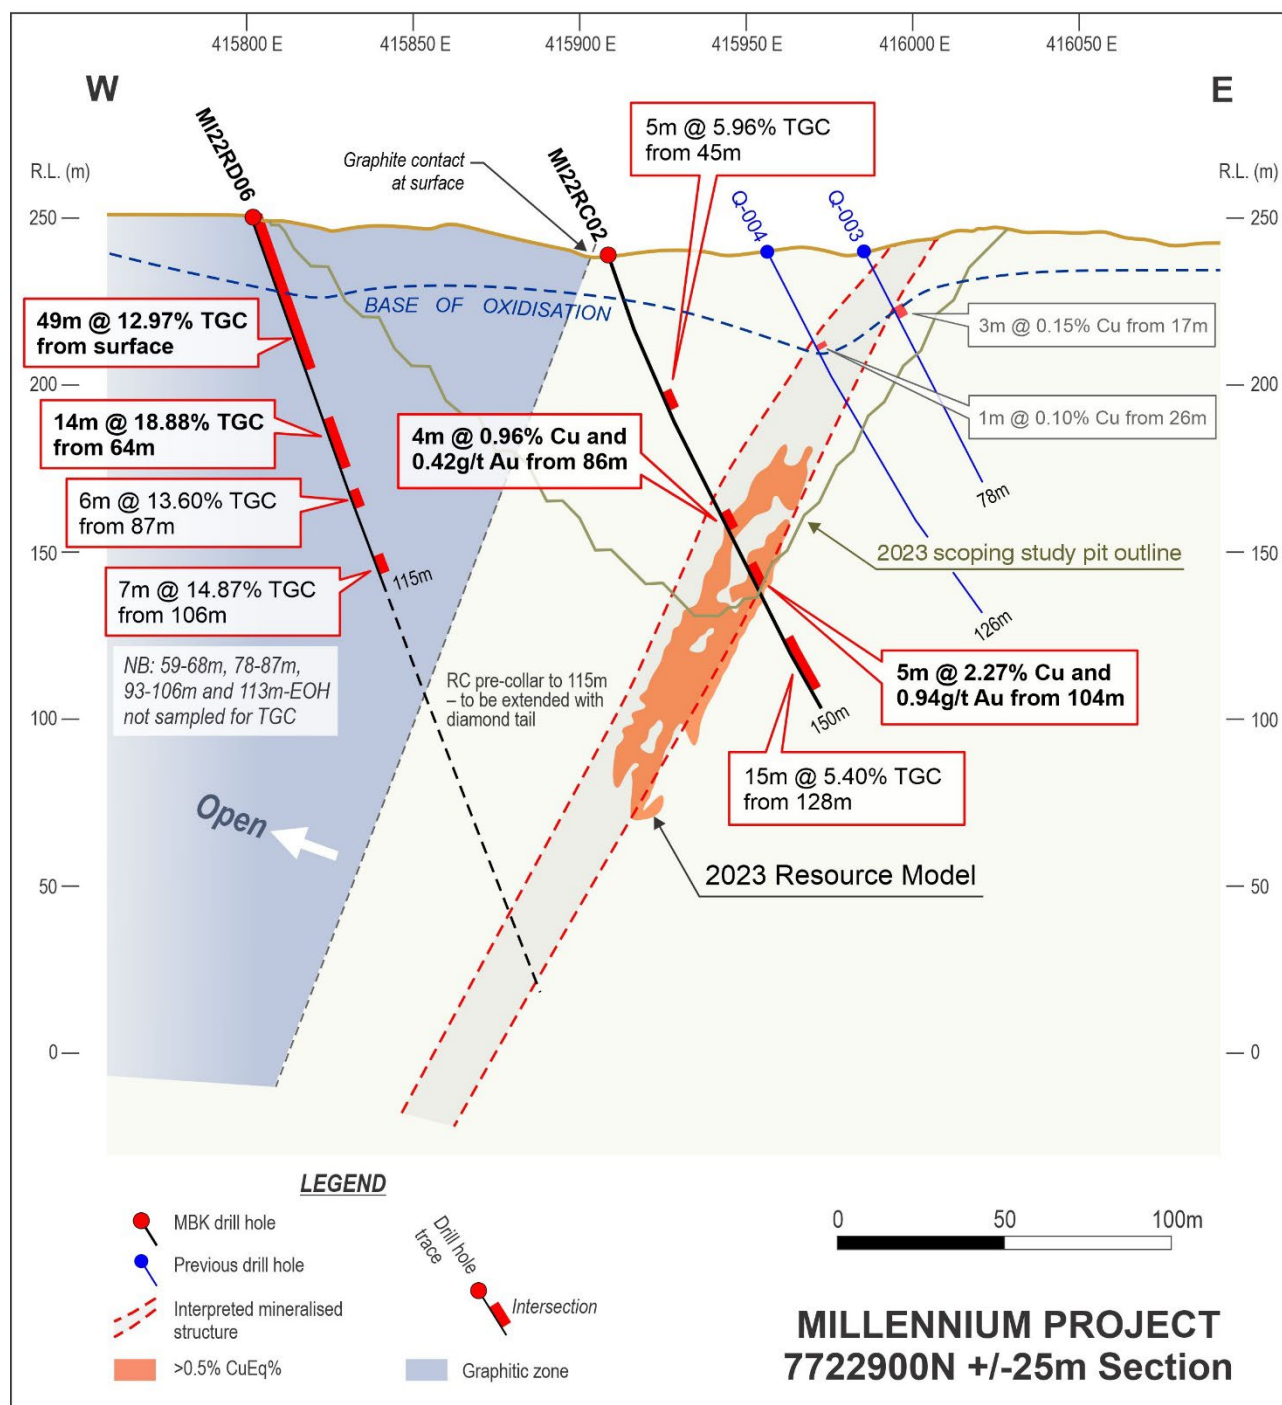 415800 E
415850 E
415900 E
415950 E
416000 E
416050 E
W
E
R.L. (m)
R.L. (m)
MI22RD06
Graphite contact
at surface
MI22RC02
5m @ 5.96% TGC
from 45m
Q-004
Q-003
250
250
BASE OF OXIDISATION
49m @ 12.97% TGC
from surface
3m @ 0.15% Cu from 17m
200
200
14m @ 18.88% TGC
from 64m
4m @ 0.96% Cu and
0.42g/t Au from 86m
1m @ 0.10% Cu from 26m
6m @ 13.60% TGC
from 87m
78m
150
150
2023 scoping study pit outline
7m @ 14.87% TGC
from 106m
115m
126m
NB: 59-68m, 78-87m,
93-106m and 113m-EOH
not sampled for TGC
RC pre-collar to 115m
– to be extended with
diamond tail
5m @ 2.27% Cu and
0.94g/t Au from 104m
100
100
150m
15m @ 5.40% TGC
from 128m
Open
2023 Resource Model
50
50
0
0
LEGEND
MBK drill hole
Previous drill hole
Interpreted mineralised
structure
>0.5% CuEq%
Drill hole
trace
Intersection
Graphitic zone
0
50
100m
MILLENNIUM PROJECT
7722900N +/-25m Section